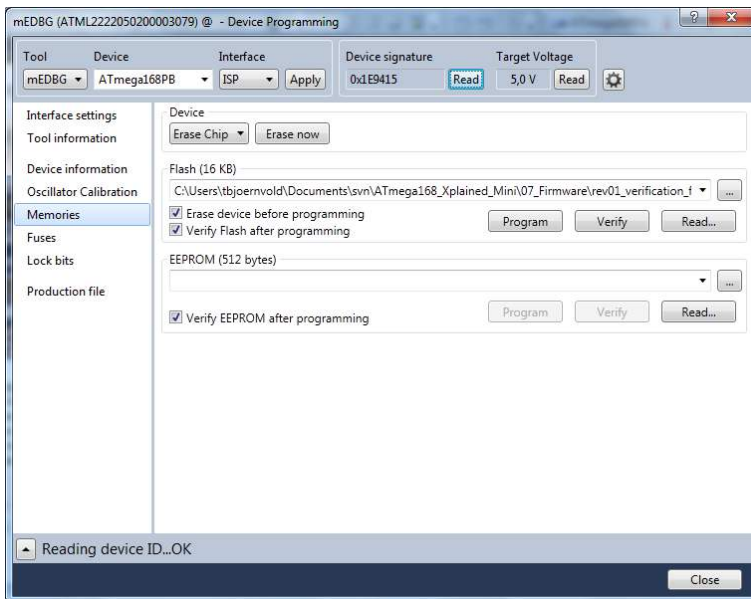 mEDBG (ATML2222050200003079) @ - Device Programming
Tool Device Interface Device signature Target Voltage
mEDBG ATmega168PB ISP Apply 0x1E9415 Read 5,0 V Read
Interface settings
Tool information
Device information
Oscillator Calibration
Memories
Fuses
Lock bits
Production file
Device
Erase Chip Erase now
Flash (16 KB)
C:\Users\tbjoernvold\Documents\svn\ATmega168_Xplained_Mini\07_Firmware\rev01_verification_f ...
Erase device before programming
Verify Flash after programming
Program Verify Read...
EEPROM (512 bytes)
...
Verify EEPROM after programming
Program Verify Read...
Reading device ID...OK
Close